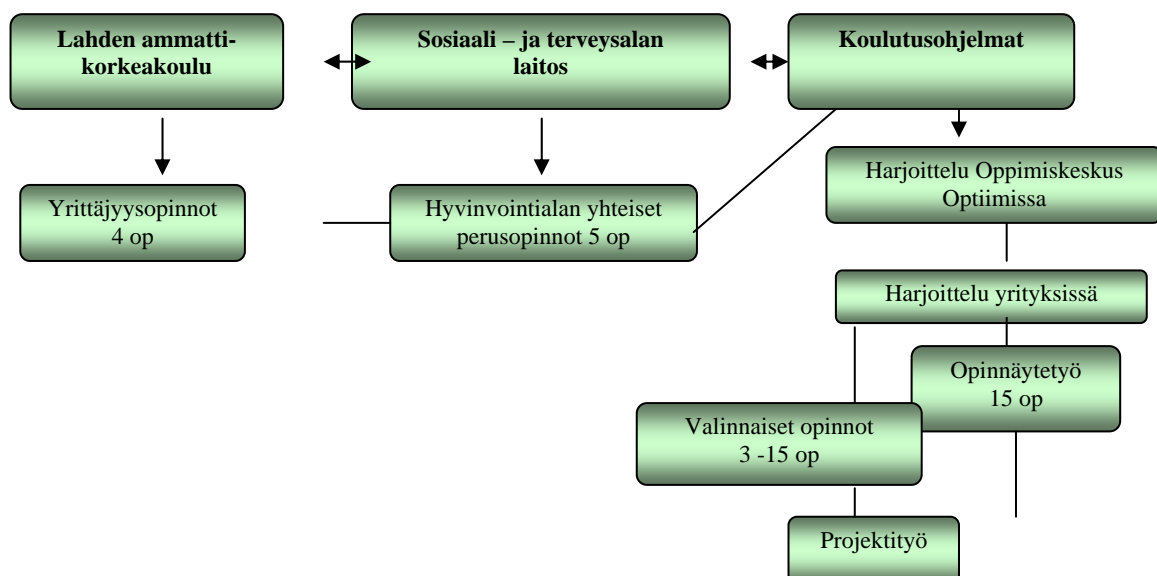 Lahden ammatti-
korkeakoulu
Sosiaali – ja terveysalan
laitos
Koulutusohjelmat
Yrittäjyysopinnot
4 op
Hyvinvointialan yhteiset
perusopinnot 5 op
Harjoittelu Oppimiskeskus
Optiimissa
Harjoittelu yrityksissä
Opinnäytetyö
15 op
Valinnaiset opinnot
3 -15 op
Projektityö